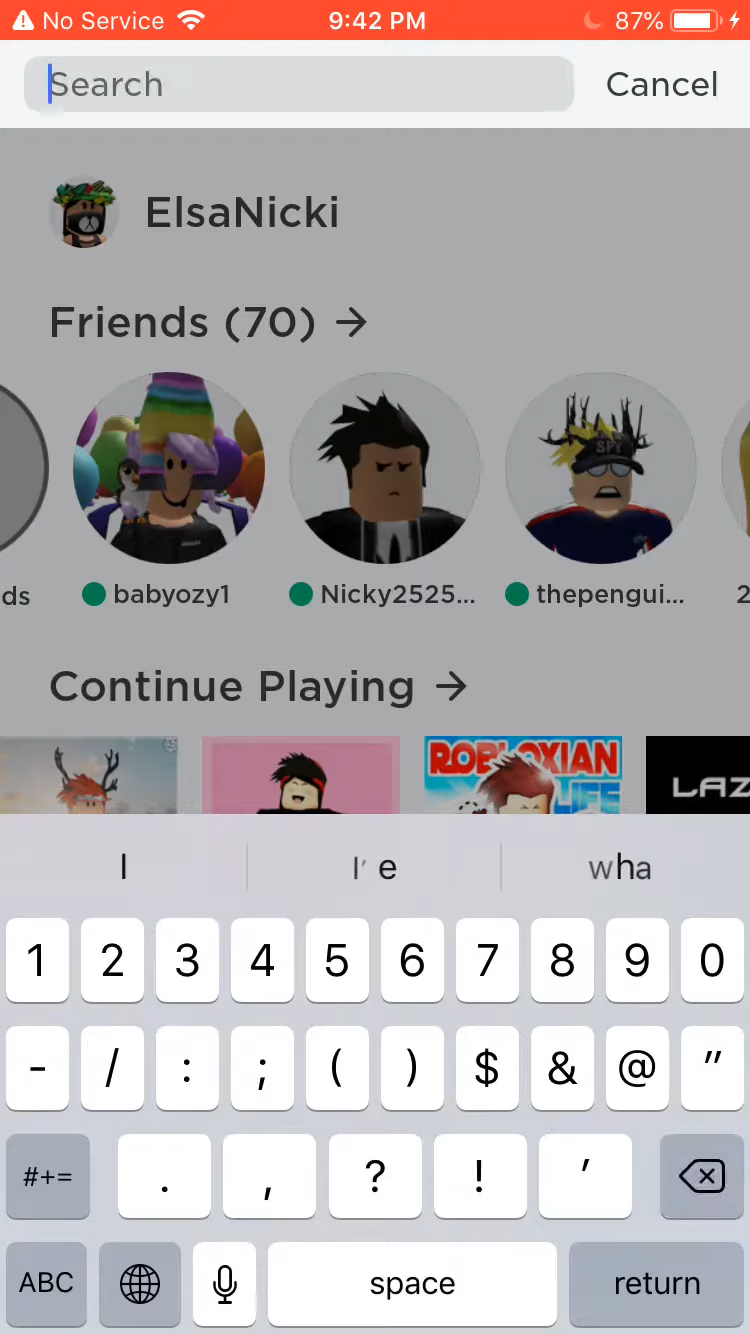 No Service 9:42 PM 87%
Search Cancel
ElsaNicki
Friends (70) →
ds babyozy1 Nicky2525... thepengui... 2
SPY
Continue Playing →
ROBLOXIAN LAZ
LIFE
I I' e wha
1 2 3 4 5 6 7 8 9 0
- / : ; ( ) $ & @ "
#+= . , ? ! '
ABC space return